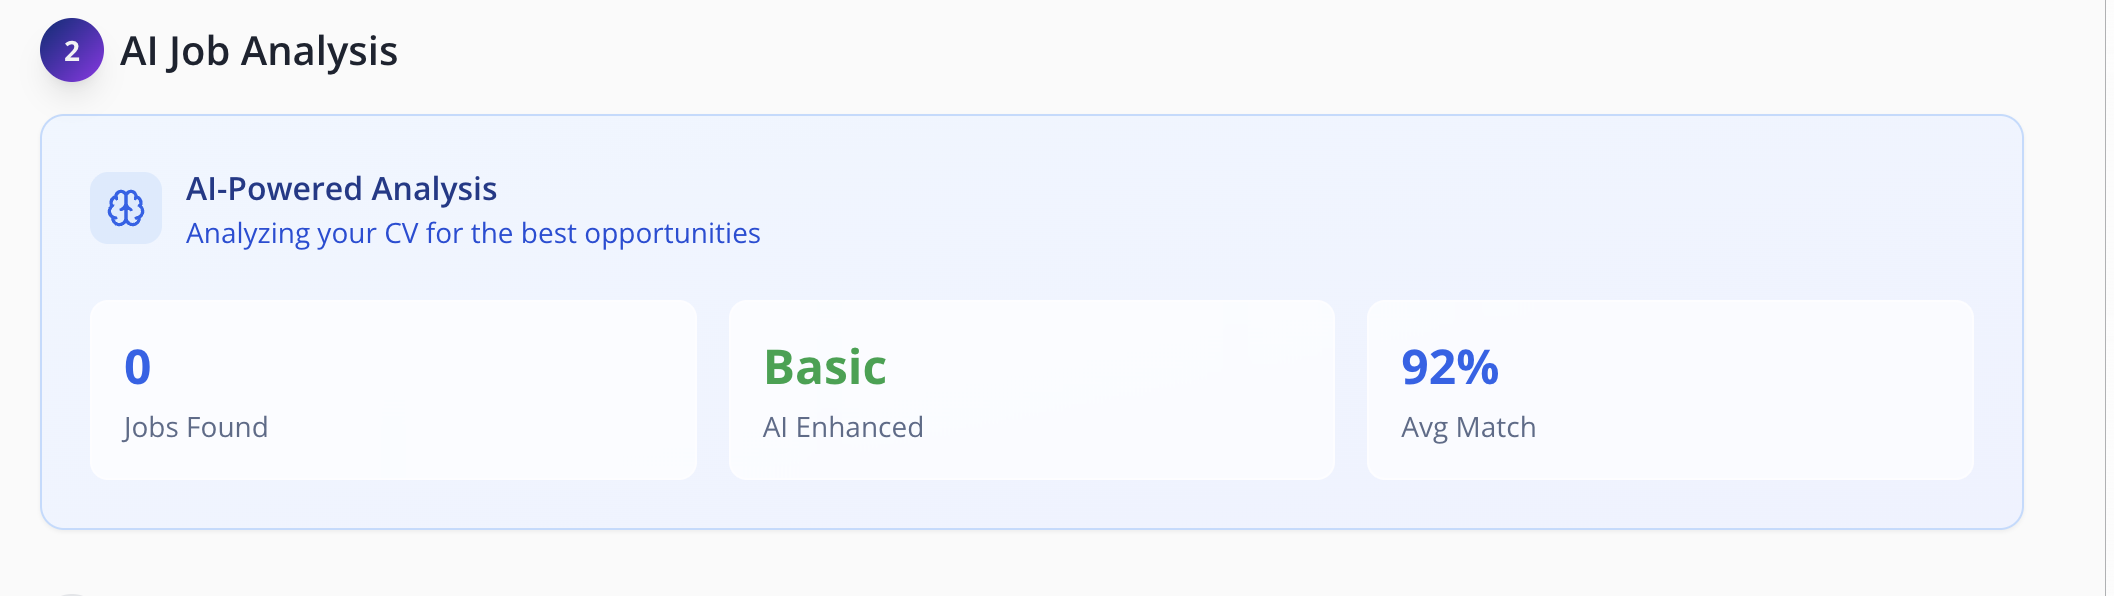 2
AI Job Analysis
AI-Powered Analysis
Analyzing your CV for the best opportunities
0
Jobs Found
Basic
AI Enhanced
92%
Avg Match